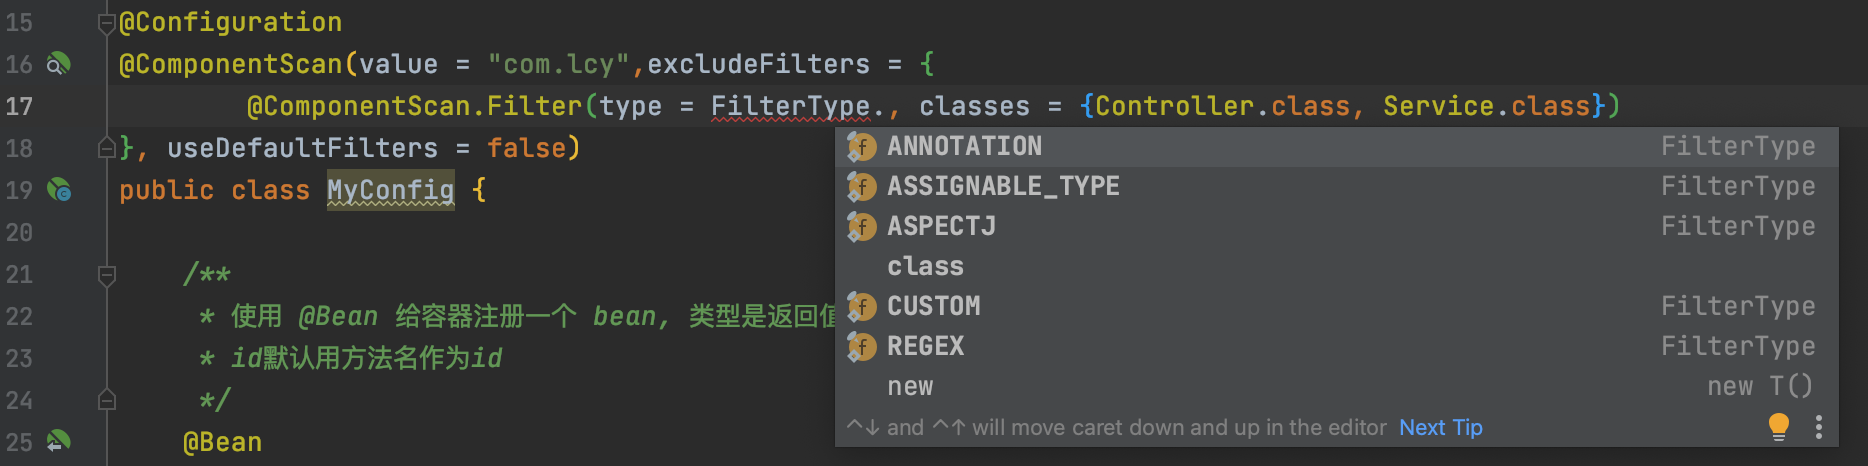 15 @Configuration
16 @ComponentScan(value = "com.lcy",excludeFilters = {
17 @ComponentScan.Filter(type = FilterType., classes = {Controller.class, Service.class})
18 }, useDefaultFilters = false)
19 public class MyConfig {
20
21 /**
22 * 使用 @Bean 给容器注册一个 bean, 类型是返回值
23 * id默认用方法名作为id
24 */
25 @Bean
f ANNOTATION FilterType
f ASSIGNABLE_TYPE FilterType
f ASPECTJ FilterType
class
f CUSTOM FilterType
f REGEX FilterType
new new T()
^↓ and ^↑ will move caret down and up in the editor Next Tip